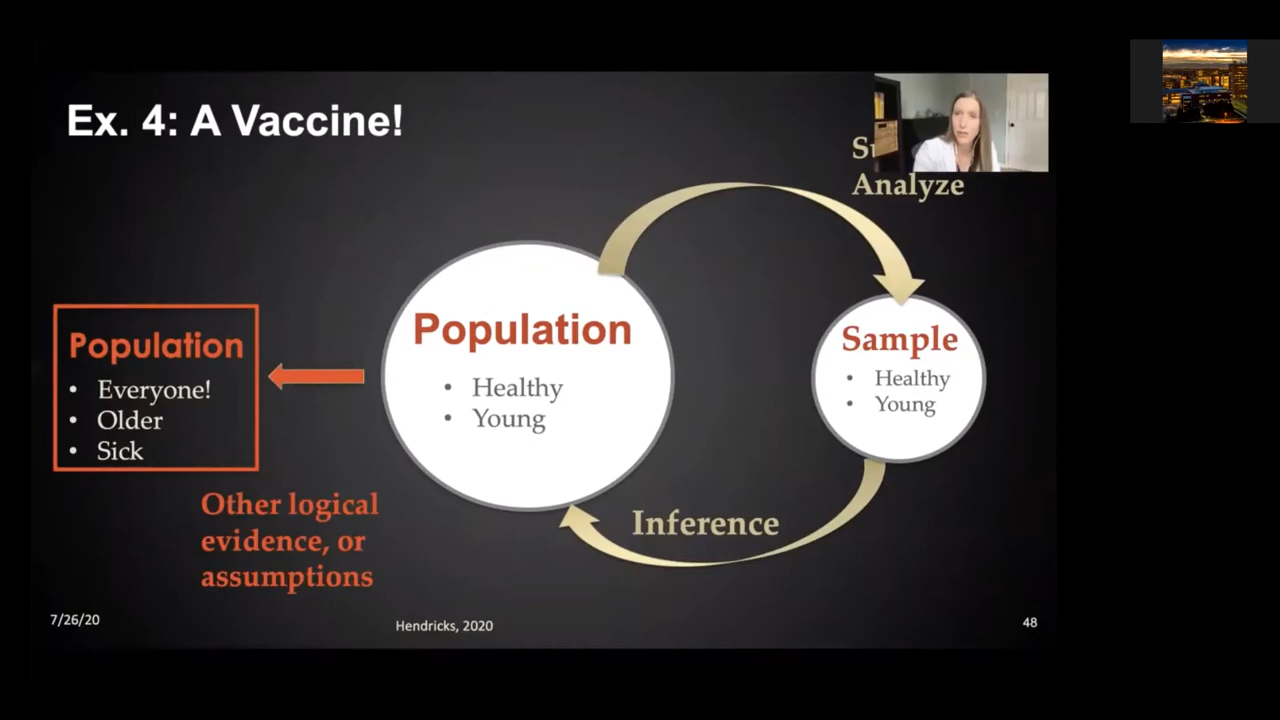 Ex. 4: A Vaccine!
Analyze
Population
• Healthy
• Young
Sample
• Healthy
• Young
Population
• Everyone!
• Older
• Sick
Other logical
evidence, or
assumptions
Inference
7/26/20
Hendricks, 2020
48